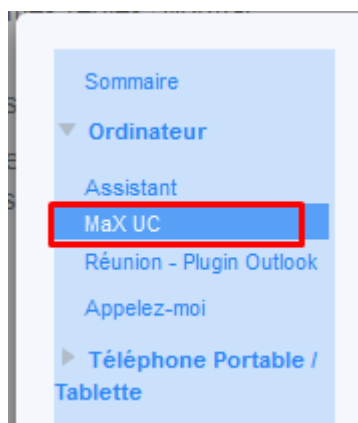 Sommaire
Ordinateur
Assistant
MaX UC
Réunion - Plugin Outlook
Appelez-moi
Téléphone Portable /
Tablette